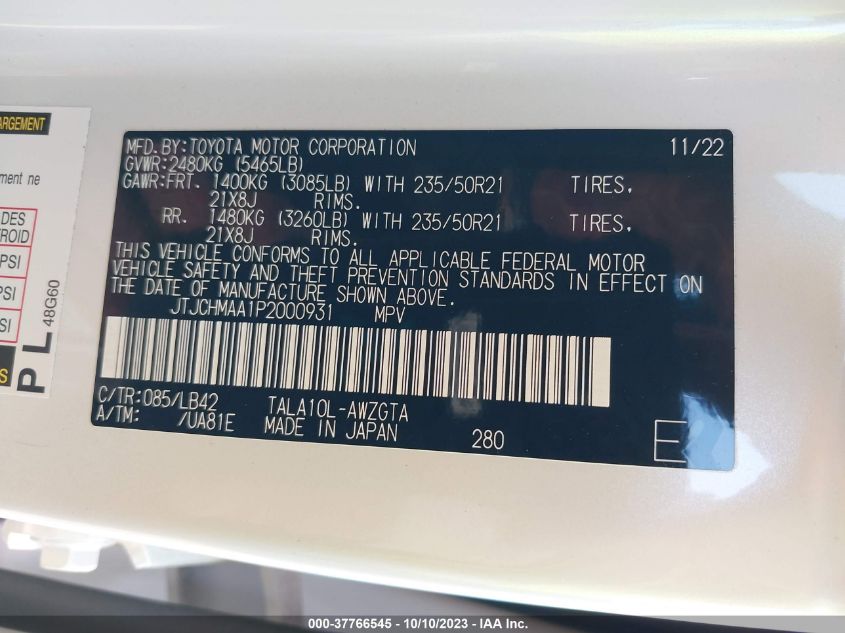 ARGEMENT
ment ne
DES
ROID
PSI
PSI
SI
S
PL 48G60
MFD.BY:TOYOTA MOTOR CORPORATION 11/22
GVWR:2480KG (5465LB)
GAWR:FRT. 1400KG (3085LB) WITH 235/50R21 TIRES,
21X8J RIMS.
RR. 1480KG (3260LB) WITH 235/50R21 TIRES,
21X8J RIMS.
THIS VEHICLE CONFORMS TO ALL APPLICABLE FEDERAL MOTOR
VEHICLE SAFETY AND THEFT PREVENTION STANDARDS IN EFFECT ON
THE DATE OF MANUFACTURE SHOWN ABOVE.
JTJCHMAA1P2000931 MPV
C/TR:085/LB42 TALA10L-AWZGTA
A/TM: /UA81E MADE IN JAPAN 280
E
000-37766545 - 10/10/2023 - IAA Inc.